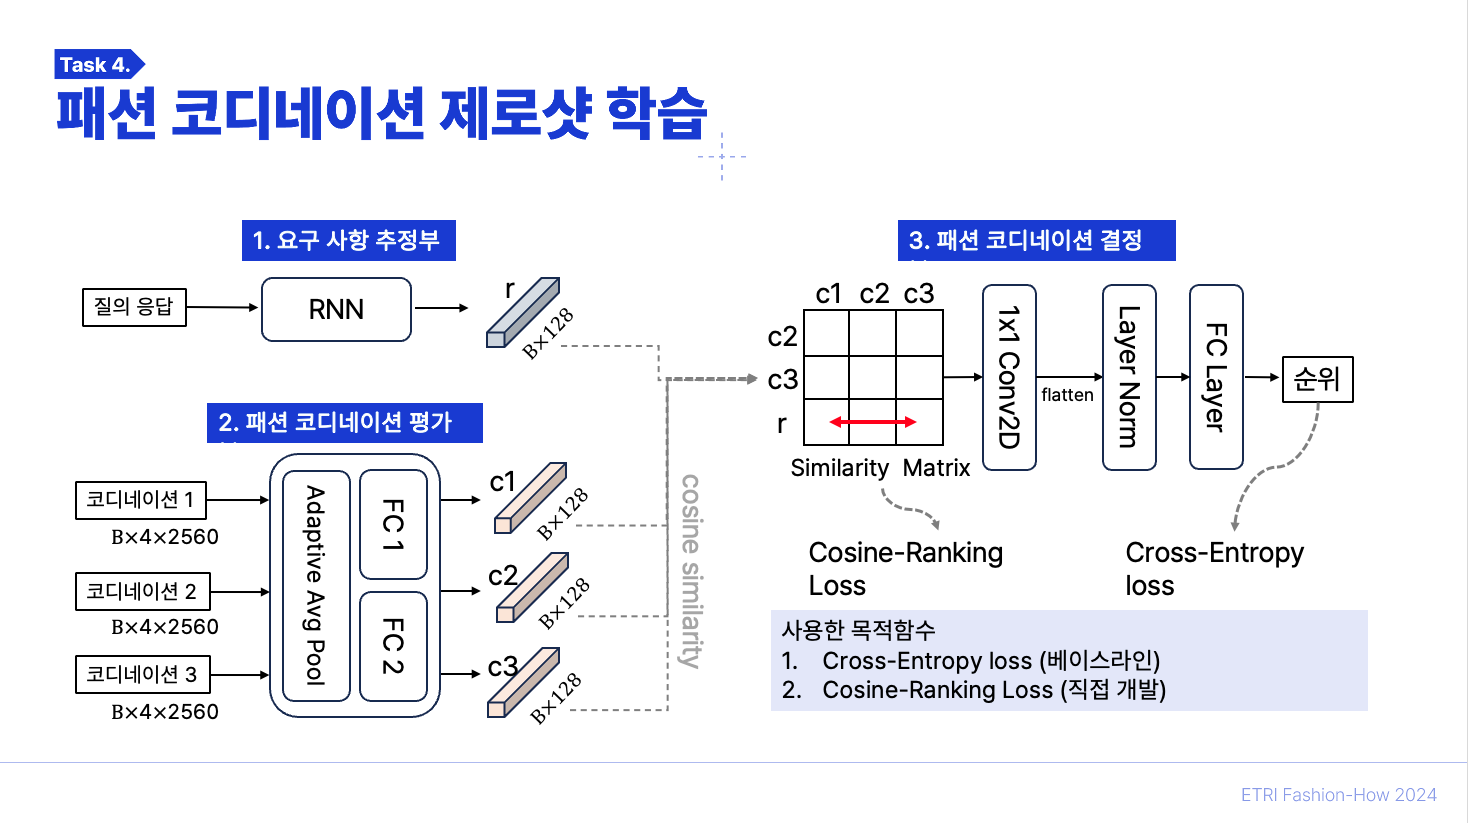 Task 4.
패션 코디네이션 제로샷 학습
1. 요구 사항 추정부
질의 응답
RNN
r
B×128
2. 패션 코디네이션 평가
코디네이션 1
B×4×2560
코디네이션 2
B×4×2560
코디네이션 3
B×4×2560
Adaptive Avg Pool
FC 1
FC 2
c1
B×128
c2
B×128
c3
B×128
cosine similarity
3. 패션 코디네이션 결정
c1 c2 c3
c2
c3
r
Similarity Matrix
1x1 Conv2D
flatten
Layer Norm
FC Layer
순위
Cosine-Ranking
Loss
Cross-Entropy
loss
사용한 목적함수
1. Cross-Entropy loss (베이스라인)
2. Cosine-Ranking Loss (직접 개발)
ETRI Fashion-How 2024